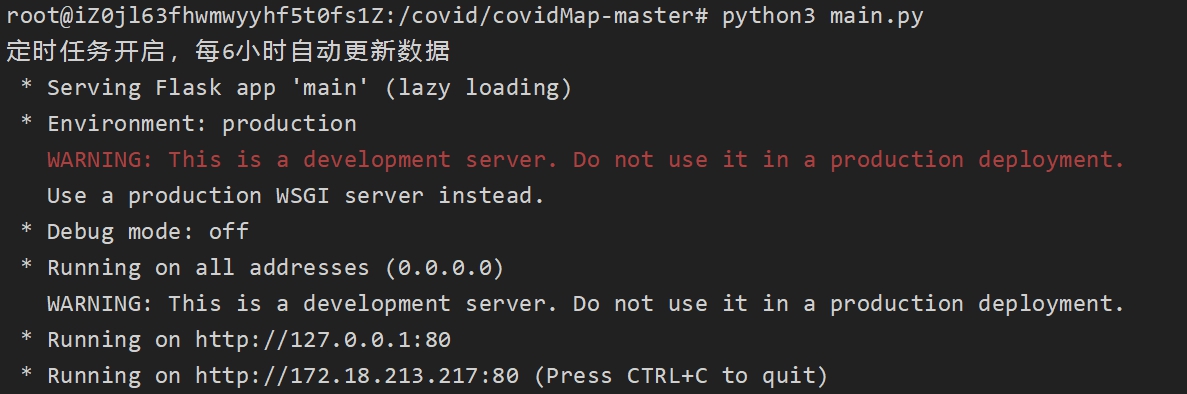 root@iZ0jl63fhwmwyyhf5t0fs1Z:/covid/covidMap-master# python3 main.py
定时任务开启，每6小时自动更新数据
 * Serving Flask app 'main' (lazy loading)
 * Environment: production
   WARNING: This is a development server. Do not use it in a production deployment.
   Use a production WSGI server instead.
 * Debug mode: off
 * Running on all addresses (0.0.0.0)
   WARNING: This is a development server. Do not use it in a production deployment.
 * Running on http://127.0.0.1:80
 * Running on http://172.18.213.217:80 (Press CTRL+C to quit)